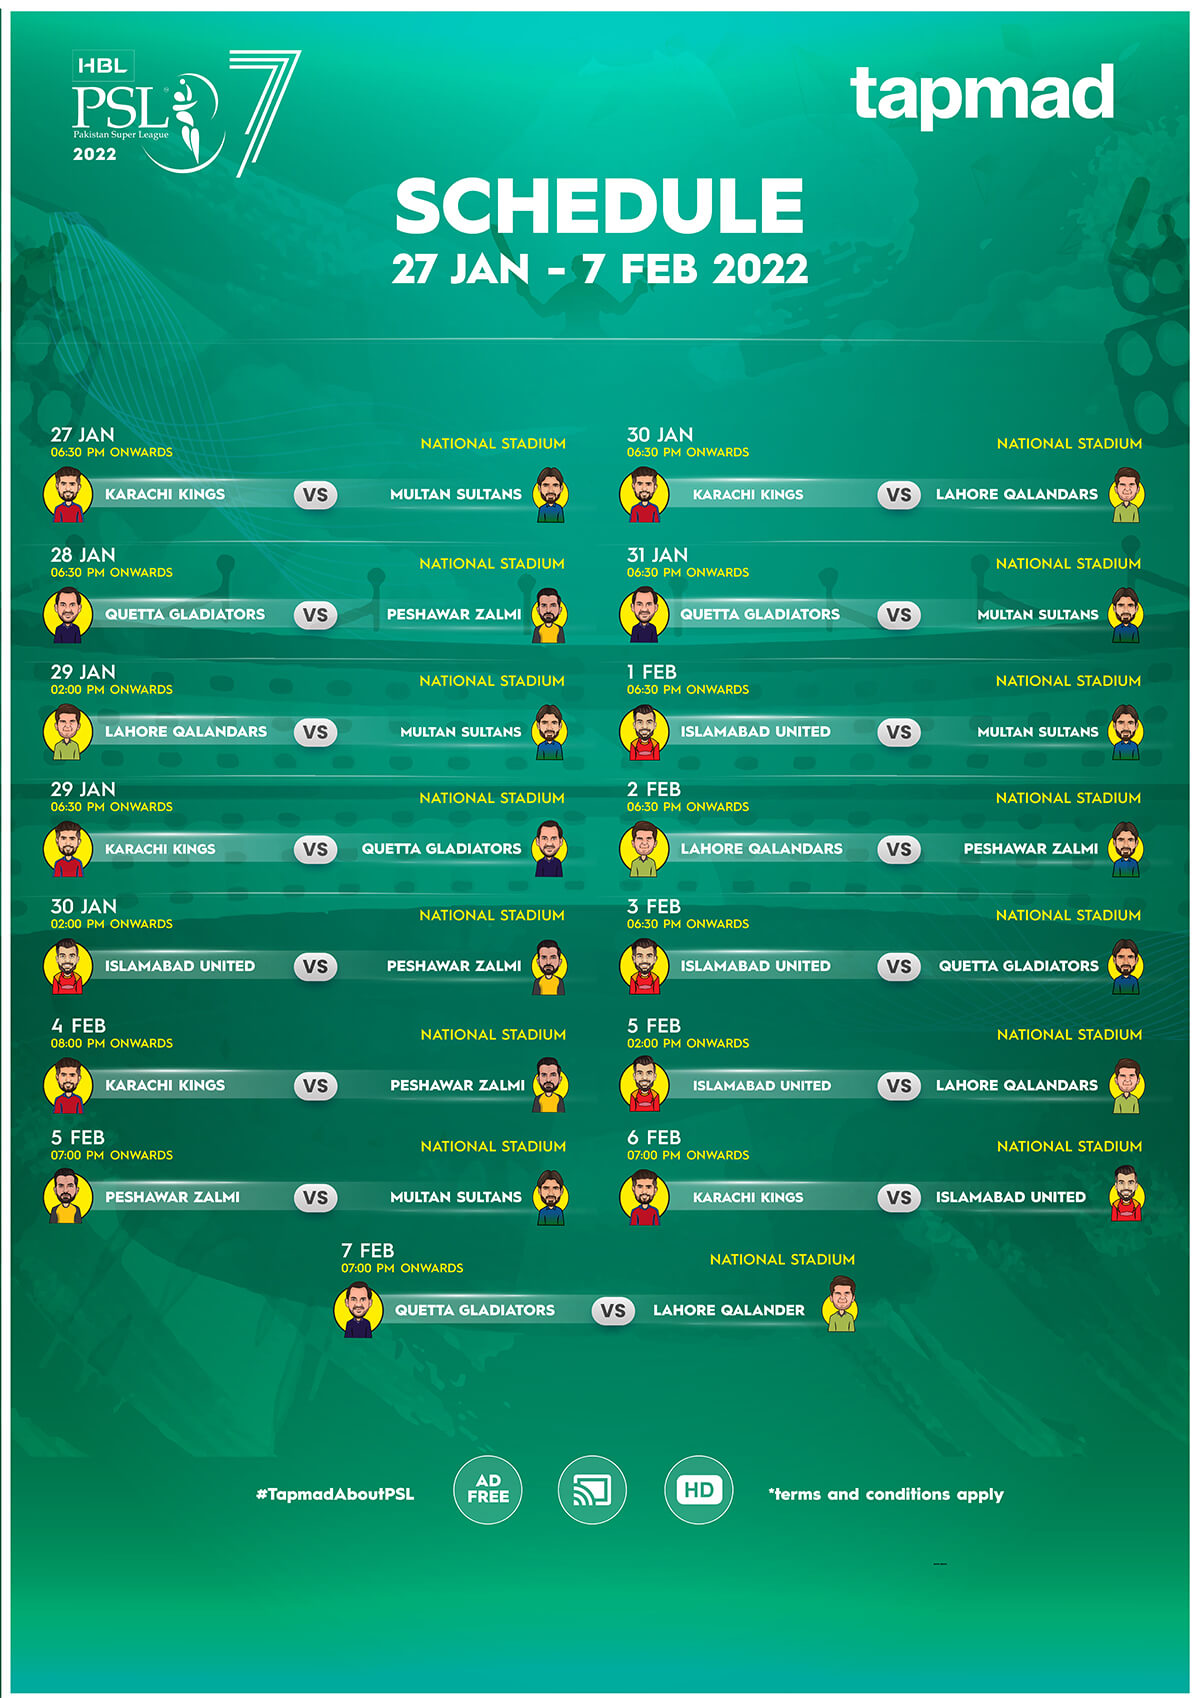 HBL
PSL
Pakistan Super League
2022
7
tapmad
SCHEDULE
27 JAN - 7 FEB 2022
27 JAN
06:30 PM ONWARDS
NATIONAL STADIUM
KARACHI KINGS VS MULTAN SULTANS
30 JAN
06:30 PM ONWARDS
NATIONAL STADIUM
KARACHI KINGS VS LAHORE QALANDARS
28 JAN
06:30 PM ONWARDS
NATIONAL STADIUM
QUETTA GLADIATORS VS PESHAWAR ZALMI
31 JAN
06:30 PM ONWARDS
NATIONAL STADIUM
QUETTA GLADIATORS VS MULTAN SULTANS
29 JAN
02:00 PM ONWARDS
NATIONAL STADIUM
LAHORE QALANDARS VS MULTAN SULTANS
1 FEB
06:30 PM ONWARDS
NATIONAL STADIUM
ISLAMABAD UNITED VS MULTAN SULTANS
29 JAN
06:30 PM ONWARDS
NATIONAL STADIUM
KARACHI KINGS VS QUETTA GLADIATORS
2 FEB
06:30 PM ONWARDS
NATIONAL STADIUM
LAHORE QALANDARS VS PESHAWAR ZALMI
30 JAN
02:00 PM ONWARDS
NATIONAL STADIUM
ISLAMABAD UNITED VS PESHAWAR ZALMI
3 FEB
06:30 PM ONWARDS
NATIONAL STADIUM
ISLAMABAD UNITED VS QUETTA GLADIATORS
4 FEB
08:00 PM ONWARDS
NATIONAL STADIUM
KARACHI KINGS VS PESHAWAR ZALMI
5 FEB
02:00 PM ONWARDS
NATIONAL STADIUM
ISLAMABAD UNITED VS LAHORE QALANDARS
5 FEB
07:00 PM ONWARDS
NATIONAL STADIUM
PESHAWAR ZALMI VS MULTAN SULTANS
6 FEB
07:00 PM ONWARDS
NATIONAL STADIUM
KARACHI KINGS VS ISLAMABAD UNITED
7 FEB
07:00 PM ONWARDS
NATIONAL STADIUM
QUETTA GLADIATORS VS LAHORE QALANDER
#TapmadAboutPSL
AD
FREE
HD
*terms and conditions apply